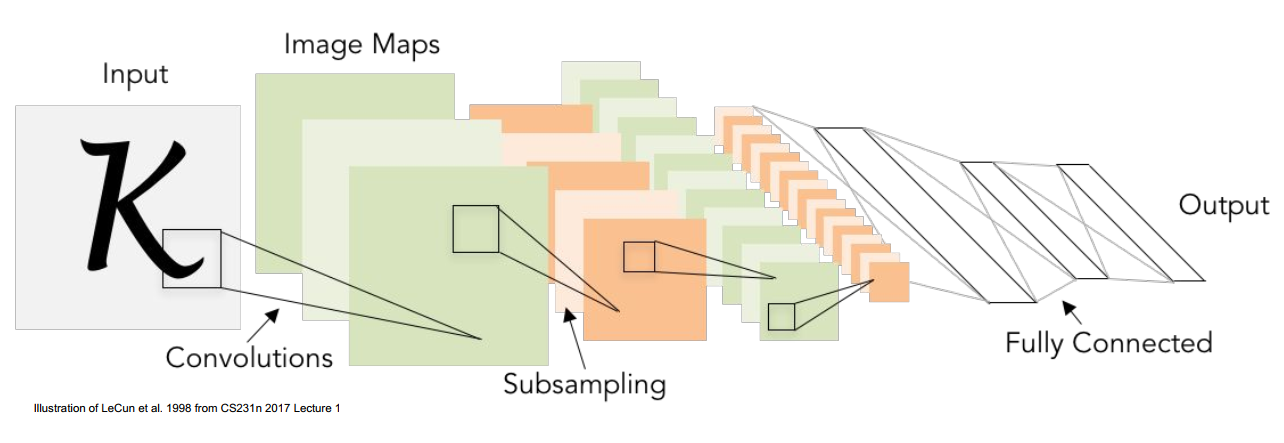 Image Maps
Input
K
Output
Convolutions
Fully Connected
Subsampling
Illustration of LeCun et al. 1998 from CS231n 2017 Lecture 1